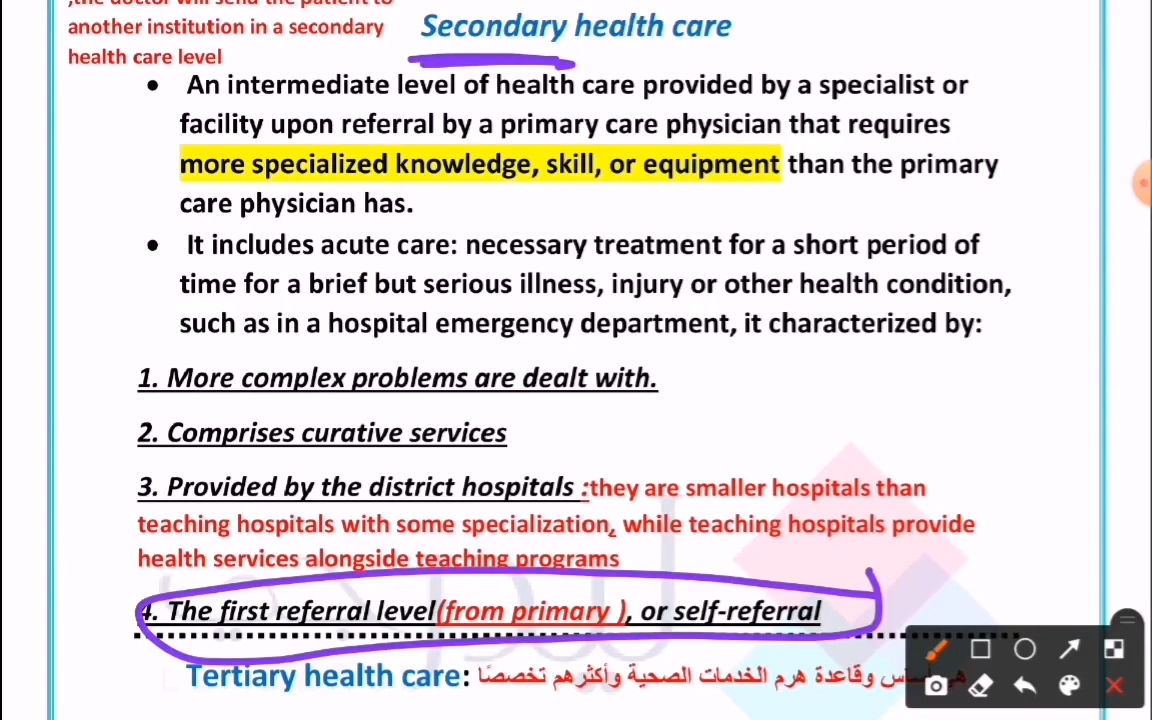 ,the doctor will send the patient to
another institution in a secondary
health care level
Secondary health care
• An intermediate level of health care provided by a specialist or
facility upon referral by a primary care physician that requires
more specialized knowledge, skill, or equipment than the primary
care physician has.
• It includes acute care: necessary treatment for a short period of
time for a brief but serious illness, injury or other health condition,
such as in a hospital emergency department, it characterized by:
1. More complex problems are dealt with.
2. Comprises curative services
3. Provided by the district hospitals :they are smaller hospitals than
teaching hospitals with some specialization, while teaching hospitals provide
health services alongside teaching programs
4. The first referral level(from primary ), or self-referral
Tertiary health care: وقاعدة هرم الخدمات الصحية وأكثرهم تخصصًا